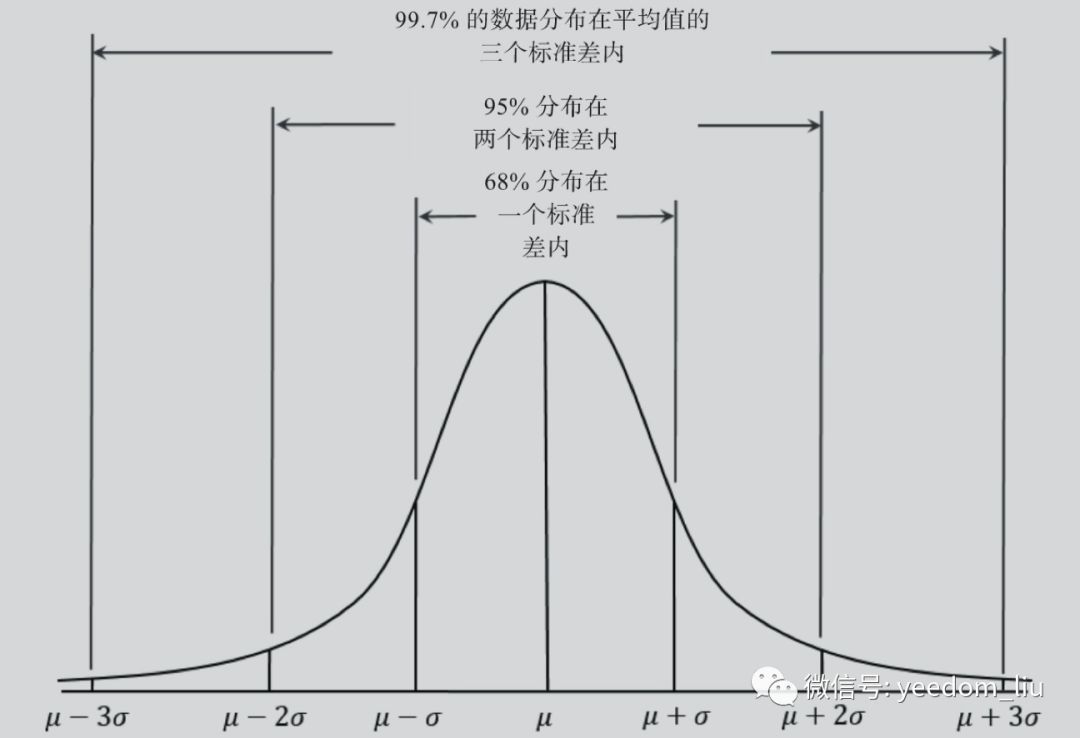 99.7% 的数据分布在平均值的
三个标准差内
95% 分布在
两个标准差内
68% 分布在
一个标准
差内
微信号: yeedom_liu
μ − 3σ
μ − 2σ
μ − σ
μ
μ + σ
μ + 2σ
μ + 3σ